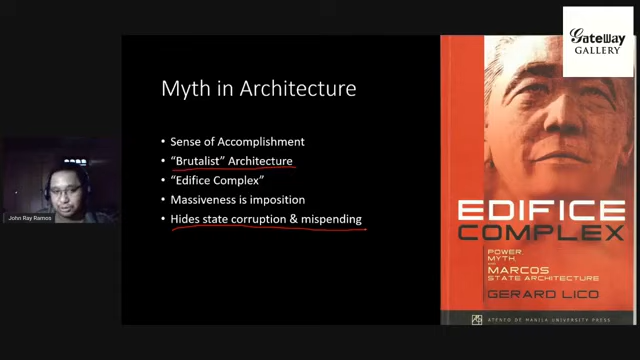 GateWay
GALLERY
Myth in Architecture
• Sense of Accomplishment
• “Brutalist” Architecture
• “Edifice Complex”
• Massiveness is imposition
• Hides state corruption & mispending
John Ray Ramos
EDIFICE
COMPLEX
POWER
MYTH
AND
MARCOS
STATE ARCHITECTURE
GERARD LICO
ATENEO DE MANILA UNIVERSITY PRESS